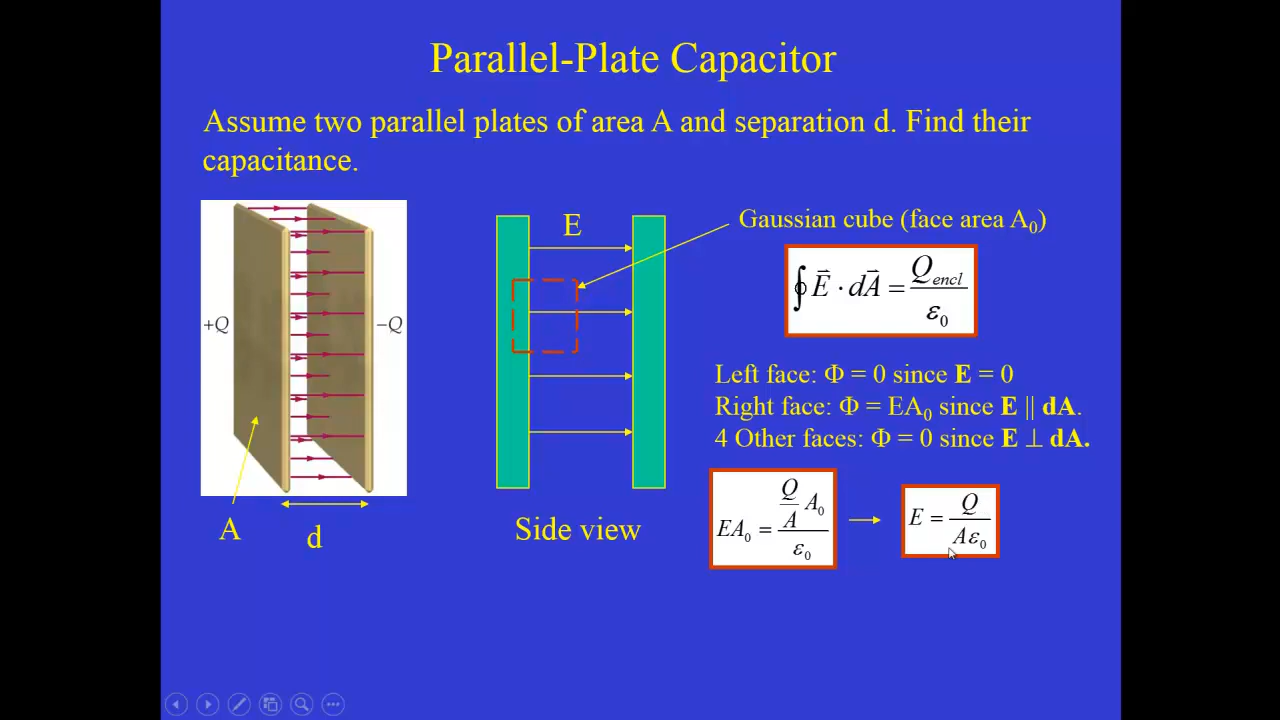 Parallel-Plate Capacitor
Assume two parallel plates of area A and separation d. Find their
capacitance.
+Q
−Q
A
d
E
Side view
Gaussian cube (face area A₀)
∮ E⃗ · dA⃗ = Q_encl / ε₀
Left face: Φ = 0 since E = 0
Right face: Φ = EA₀ since E || dA.
4 Other faces: Φ = 0 since E ⊥ dA.
EA₀ = (Q/A A₀) / ε₀
E = Q / Aε₀